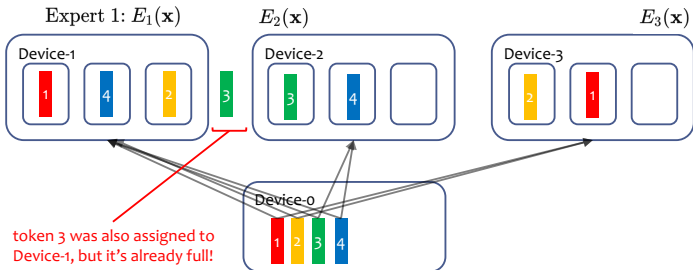 Expert 1: E₁(x) E₂(x) E₃(x)
Device-1 Device-2 Device-3
1 4 2 3 3 4 2 1
Device-0
1 2 3 4
token 3 was also assigned to
Device-1, but it's already full!